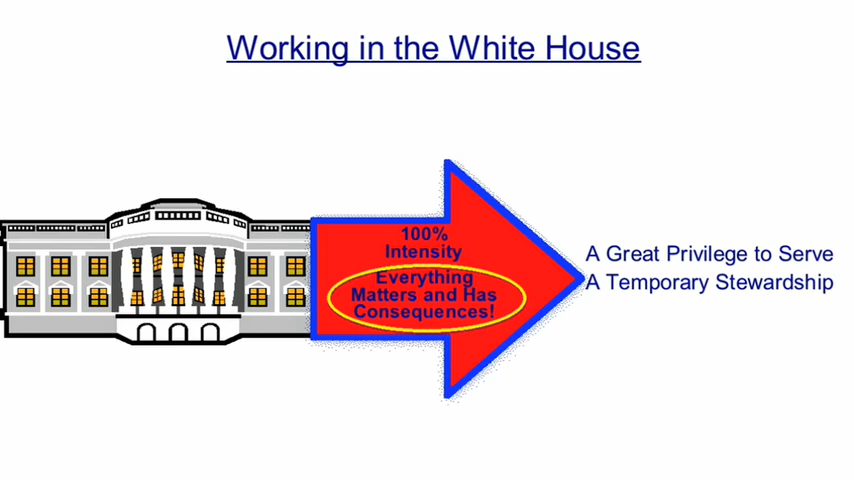 Working in the White House
100%
Intensity
Everything
Matters and Has
Consequences!
A Great Privilege to Serve
A Temporary Stewardship